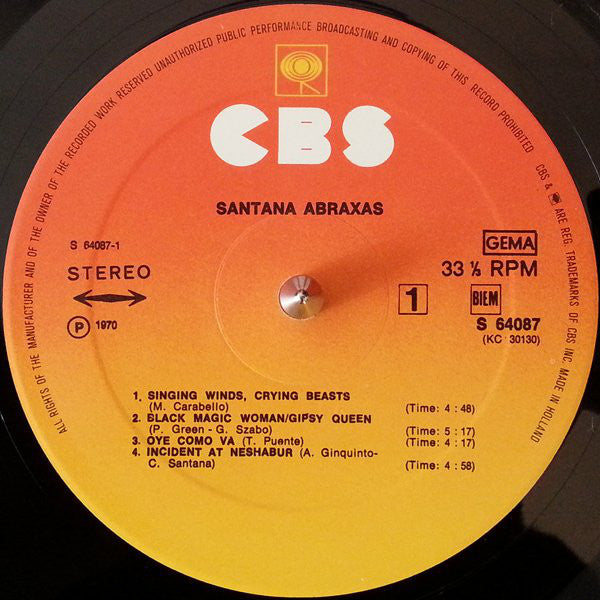 ALL RIGHTS OF THE MANUFACTURER AND OF THE OWNER OF THE RECORDED WORK RESERVED UNAUTHORIZED PUBLIC PERFORMANCE BROADCASTING AND COPYING OF THIS RECORD PROHIBITED
CBS & ARE REG. TRADEMARKS OF CBS INC. MADE IN HOLLAND
CBS
SANTANA ABRAXAS
S 64087-1
STEREO
Ⓟ 1970
GEMA
33 ⅓ RPM
1
BIEM
S 64087
(KC 30130)
1. SINGING WINDS, CRYING BEASTS
(M. Carabello) (Time: 4 : 48)
2. BLACK MAGIC WOMAN/GIPSY QUEEN
(P. Green - G. Szabo) (Time: 5 : 17)
3. OYE COMO VA (T. Puente) (Time: 4 : 17)
4. INCIDENT AT NESHABUR (A. Ginquinto-
C. Santana) (Time: 4 : 58)